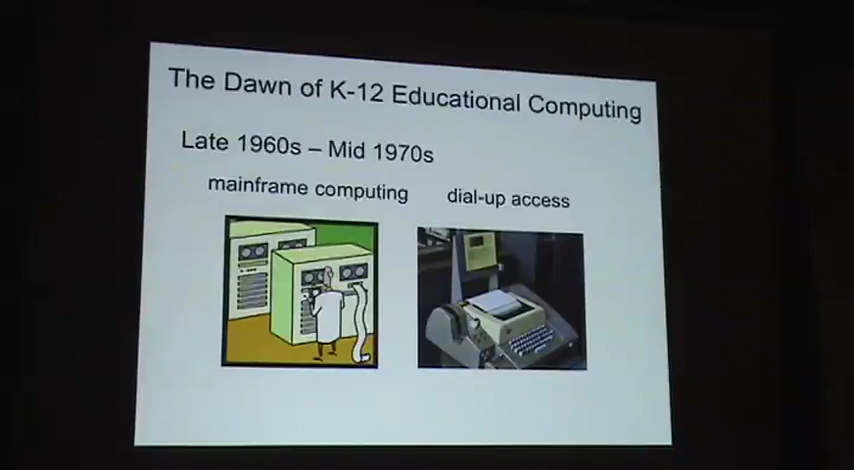 The Dawn of K-12 Educational Computing
Late 1960s – Mid 1970s
mainframe computing dial-up access